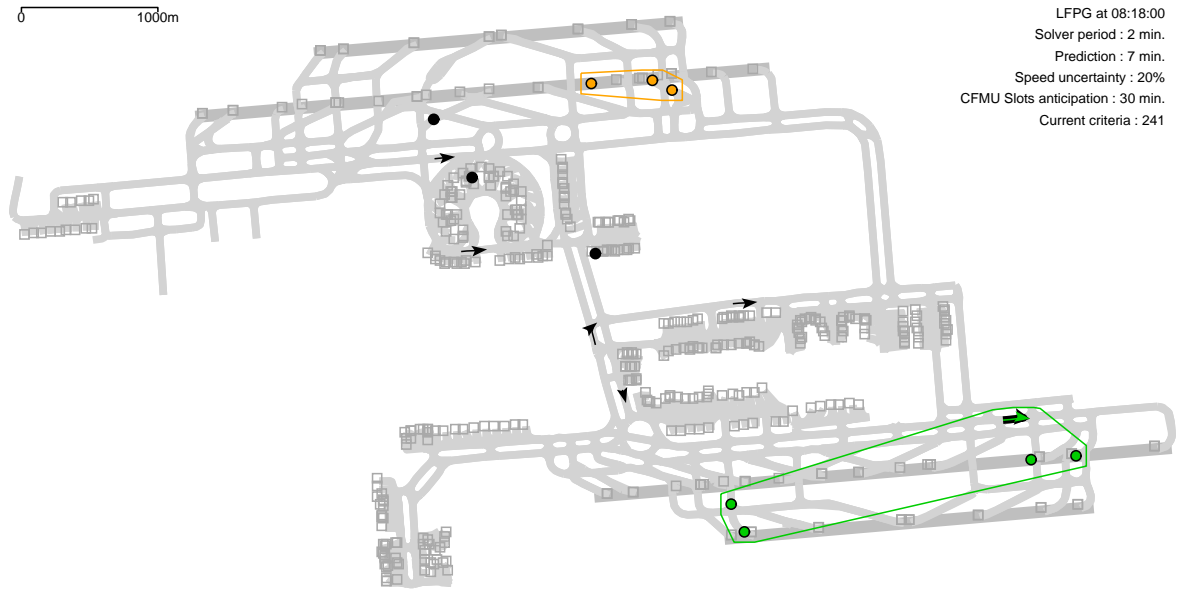 0 1000m
LFPG at 08:18:00
Solver period : 2 min.
Prediction : 7 min.
Speed uncertainty : 20%
CFMU Slots anticipation : 30 min.
Current criteria : 241